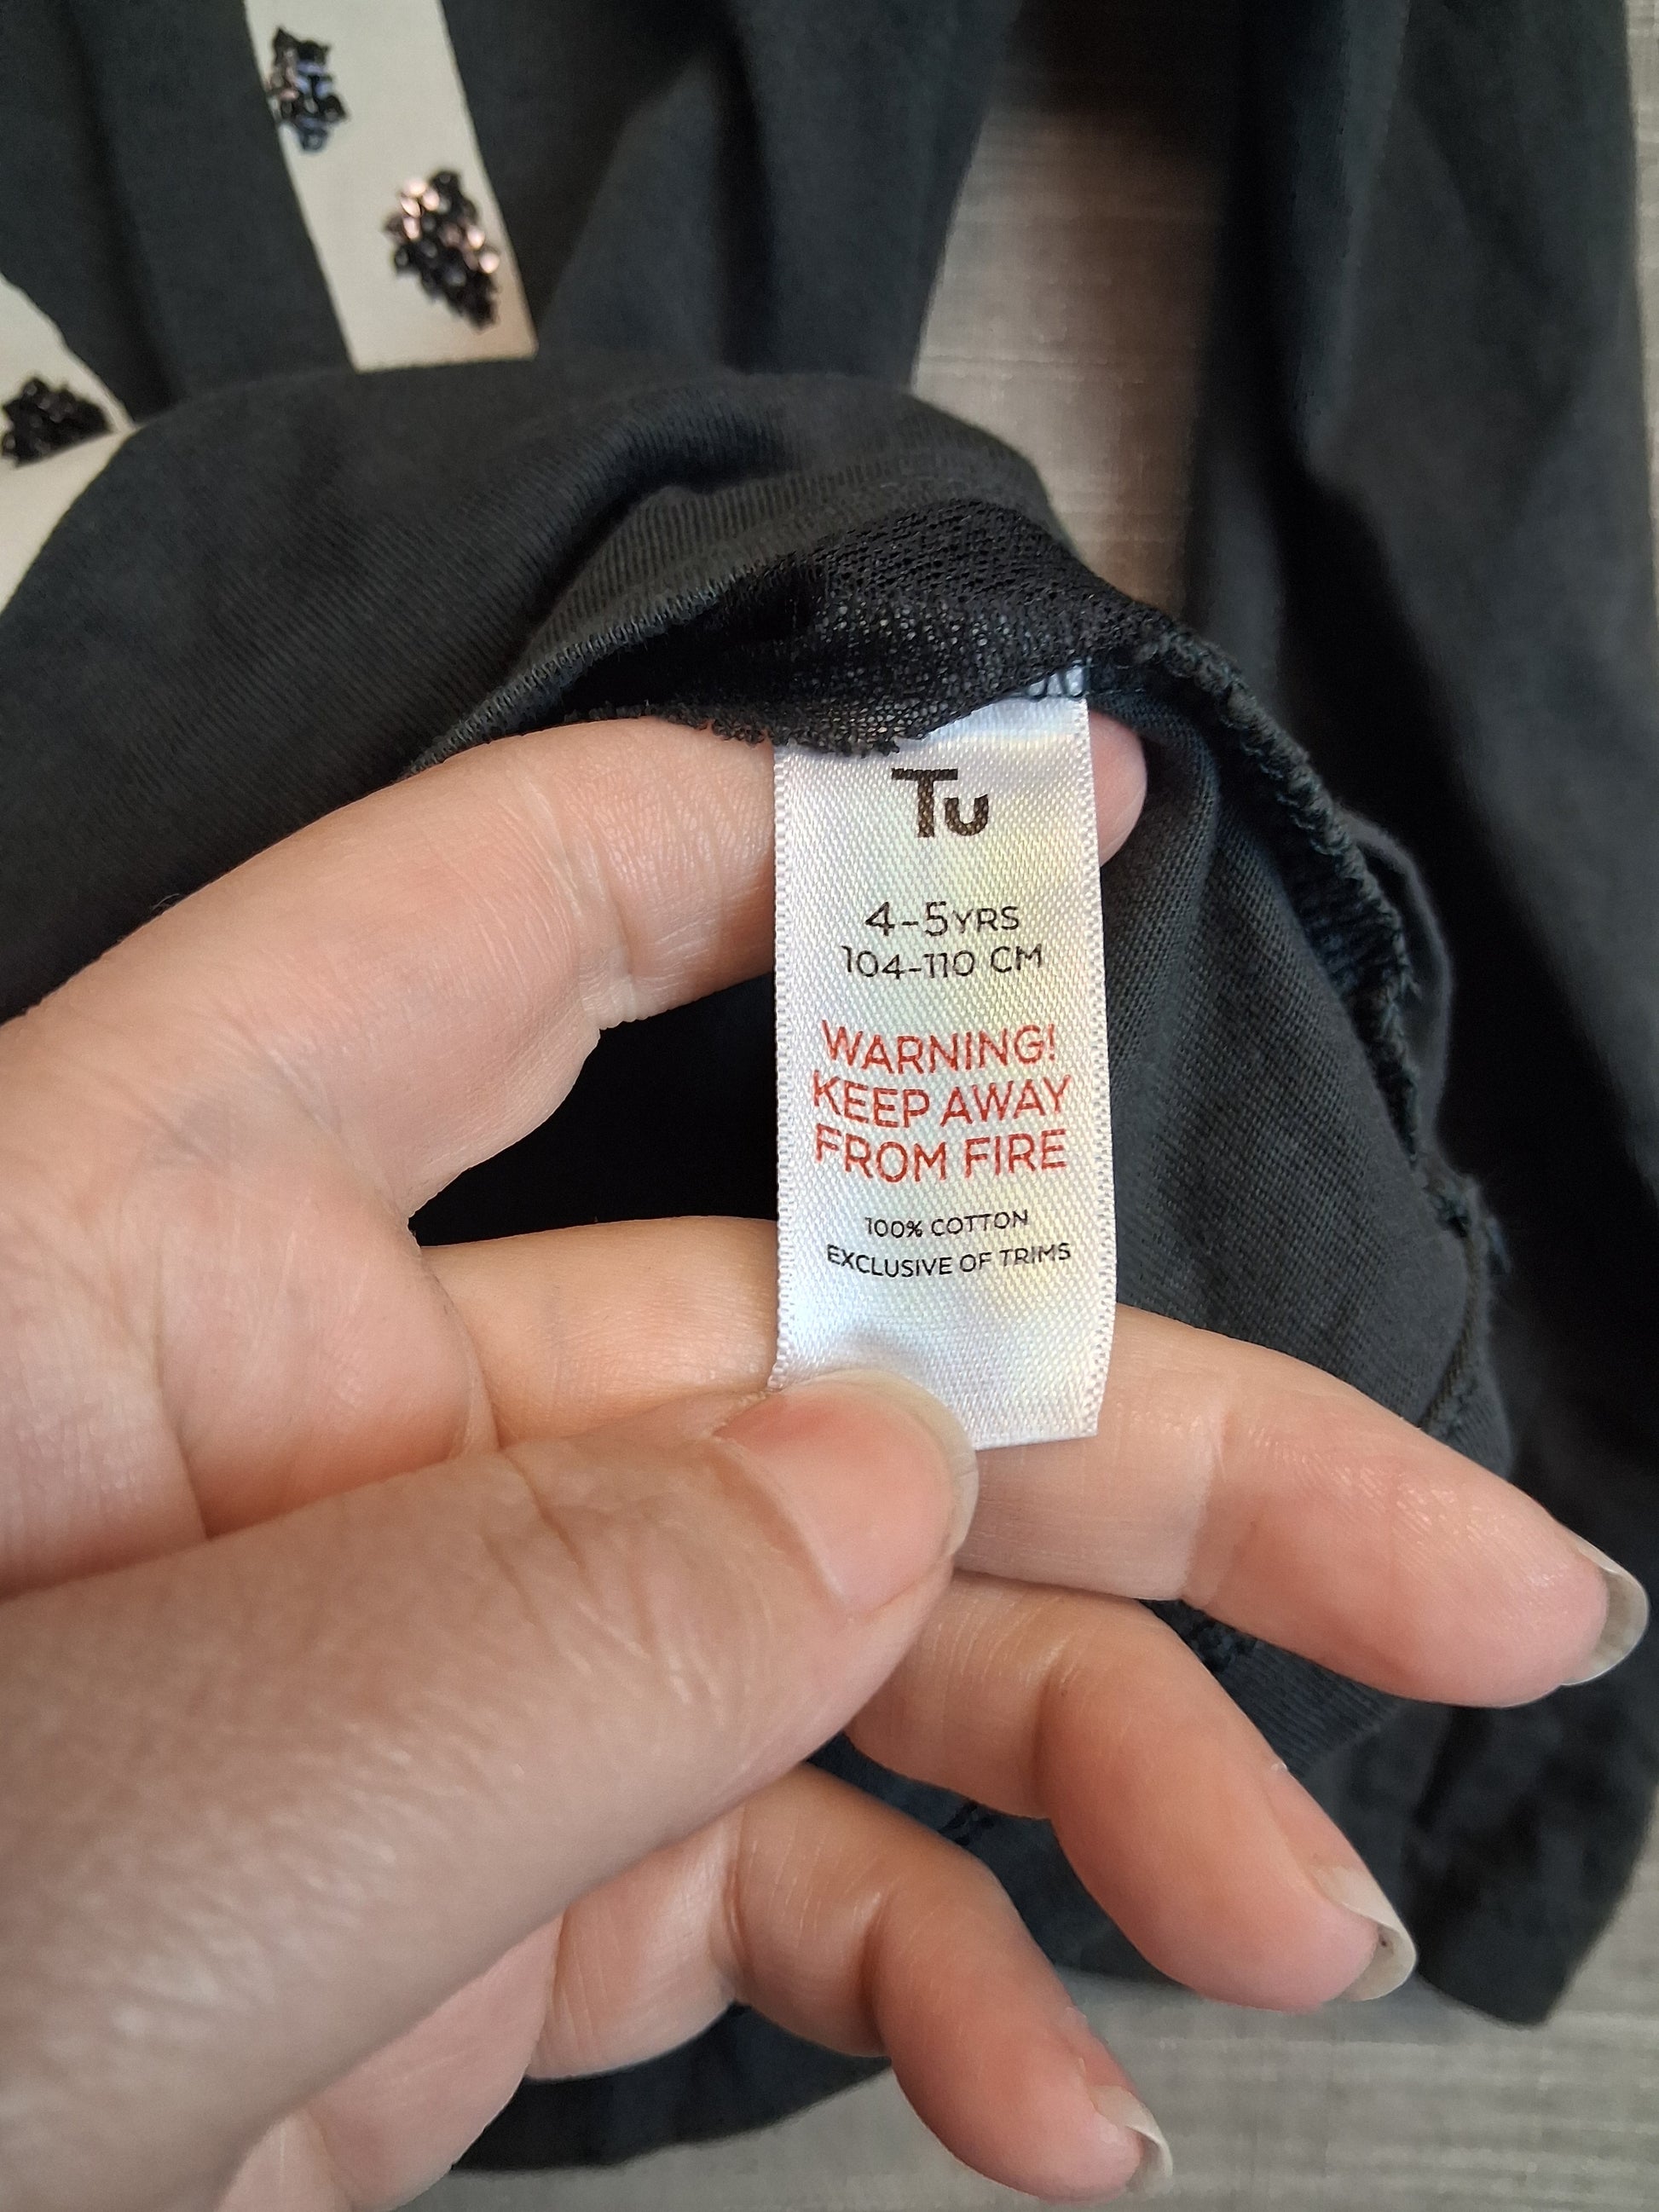 Tu
4-5YRS
104-110 CM
WARNING!
KEEP AWAY
FROM FIRE
100% COTTON
EXCLUSIVE OF TRIMS